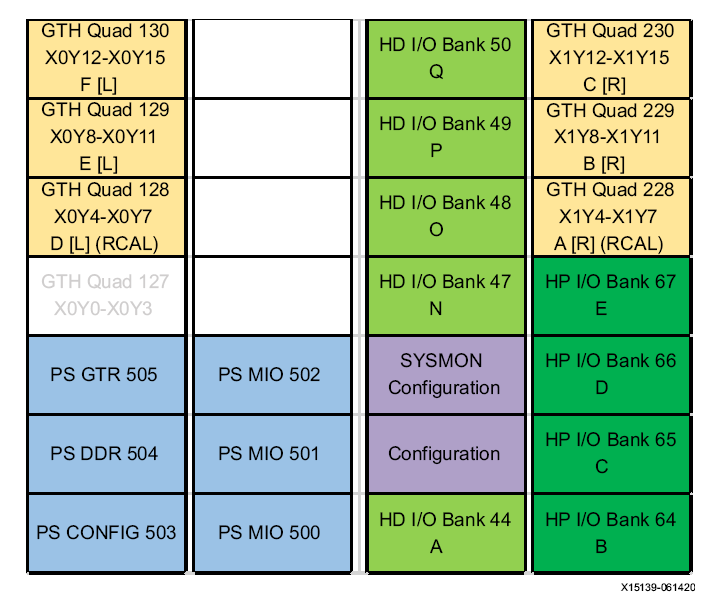 GTH Quad 130
X0Y12-X0Y15
F [L]
HD I/O Bank 50
Q
GTH Quad 230
X1Y12-X1Y15
C [R]
GTH Quad 129
X0Y8-X0Y11
E [L]
HD I/O Bank 49
P
GTH Quad 229
X1Y8-X1Y11
B [R]
GTH Quad 128
X0Y4-X0Y7
D [L] (RCAL)
HD I/O Bank 48
O
GTH Quad 228
X1Y4-X1Y7
A [R] (RCAL)
GTH Quad 127
X0Y0-X0Y3
HD I/O Bank 47
N
HP I/O Bank 67
E
PS GTR 505
PS MIO 502
SYSMON
Configuration
HP I/O Bank 66
D
PS DDR 504
PS MIO 501
Configuration
HP I/O Bank 65
C
PS CONFIG 503
PS MIO 500
HD I/O Bank 44
A
HP I/O Bank 64
B
X15139-061420